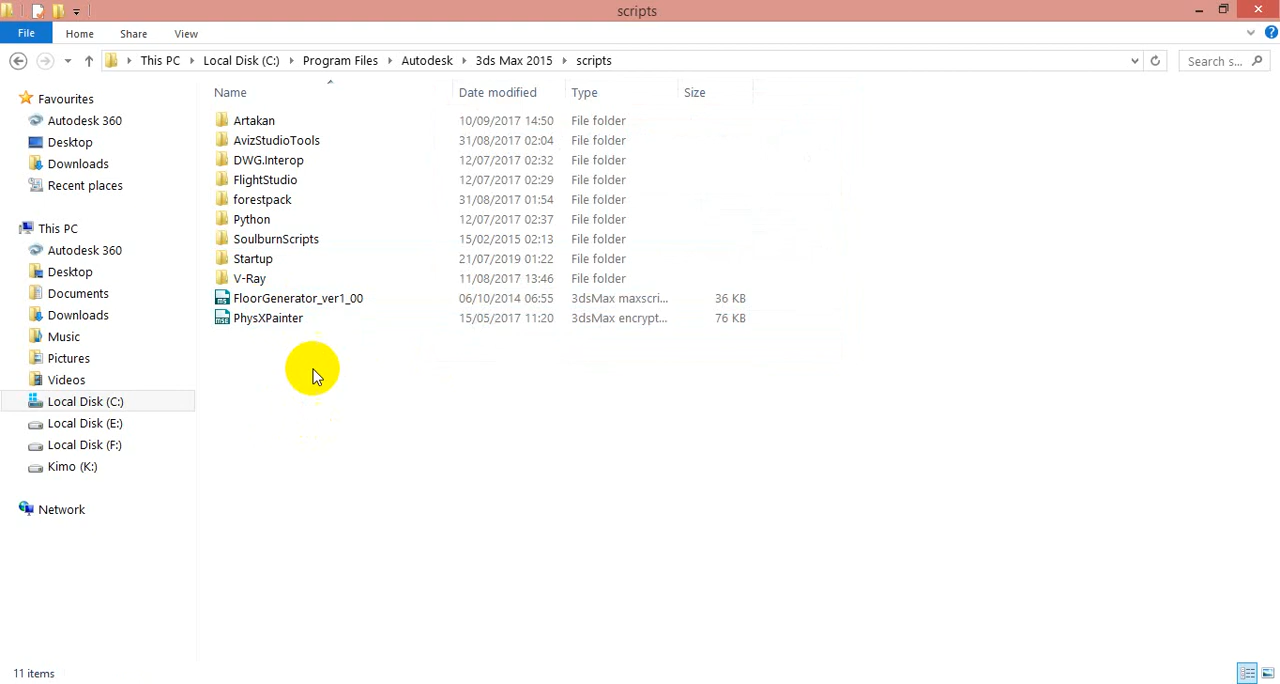 scripts
File Home Share View
This PC Local Disk (C:) Program Files Autodesk 3ds Max 2015 scripts
Search s...
Name Date modified Type Size
Favourites
Autodesk 360
Desktop
Downloads
Recent places
This PC
Autodesk 360
Desktop
Documents
Downloads
Music
Pictures
Videos
Local Disk (C:)
Local Disk (E:)
Local Disk (F:)
Kimo (K:)
Network
Artakan 10/09/2017 14:50 File folder
AvizStudioTools 31/08/2017 02:04 File folder
DWG.Interop 12/07/2017 02:32 File folder
FlightStudio 12/07/2017 02:29 File folder
forestpack 31/08/2017 01:54 File folder
Python 12/07/2017 02:37 File folder
SoulburnScripts 15/02/2015 02:13 File folder
Startup 21/07/2019 01:22 File folder
V-Ray 11/08/2017 13:46 File folder
FloorGenerator_ver1_00 06/10/2014 06:55 3dsMax maxscri... 36 KB
PhysXPainter 15/05/2017 11:20 3dsMax encrypt... 76 KB
11 items